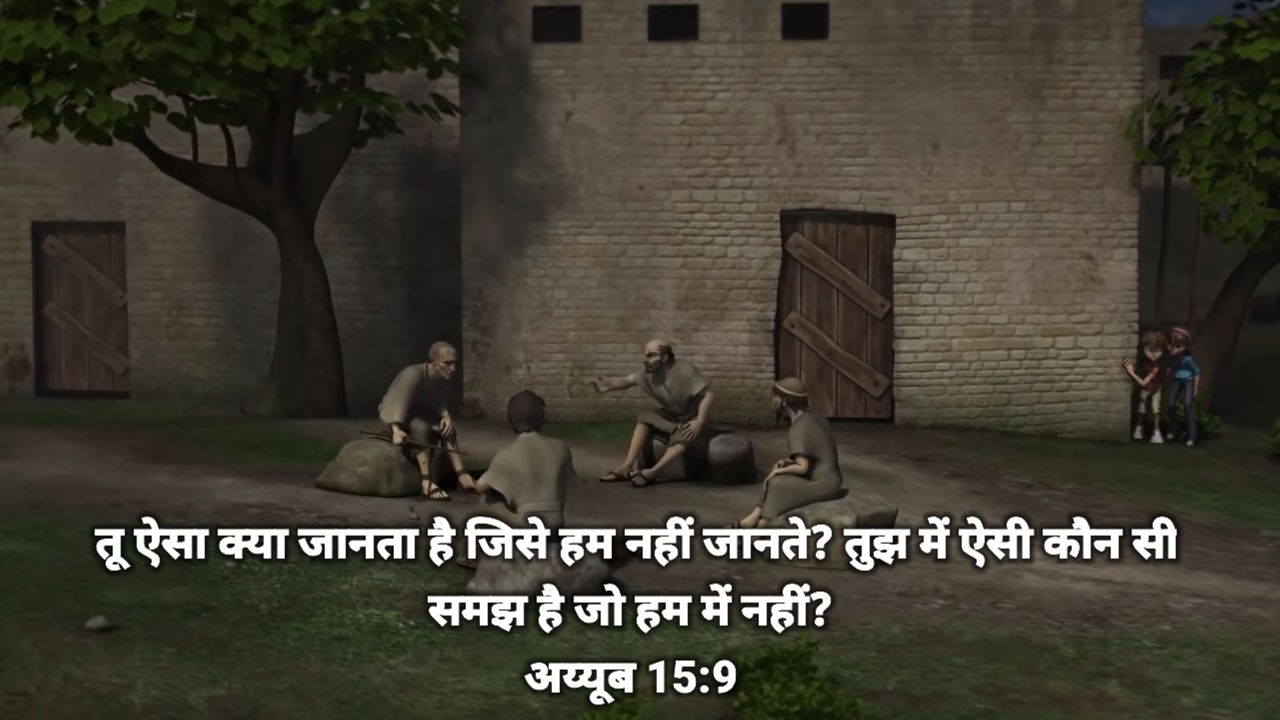 तू ऐसा क्या जानता है जिसे हम नहीं जानते? तुझ में ऐसी कौन सी
समझ है जो हम में नहीं?
अय्यूब 15:9